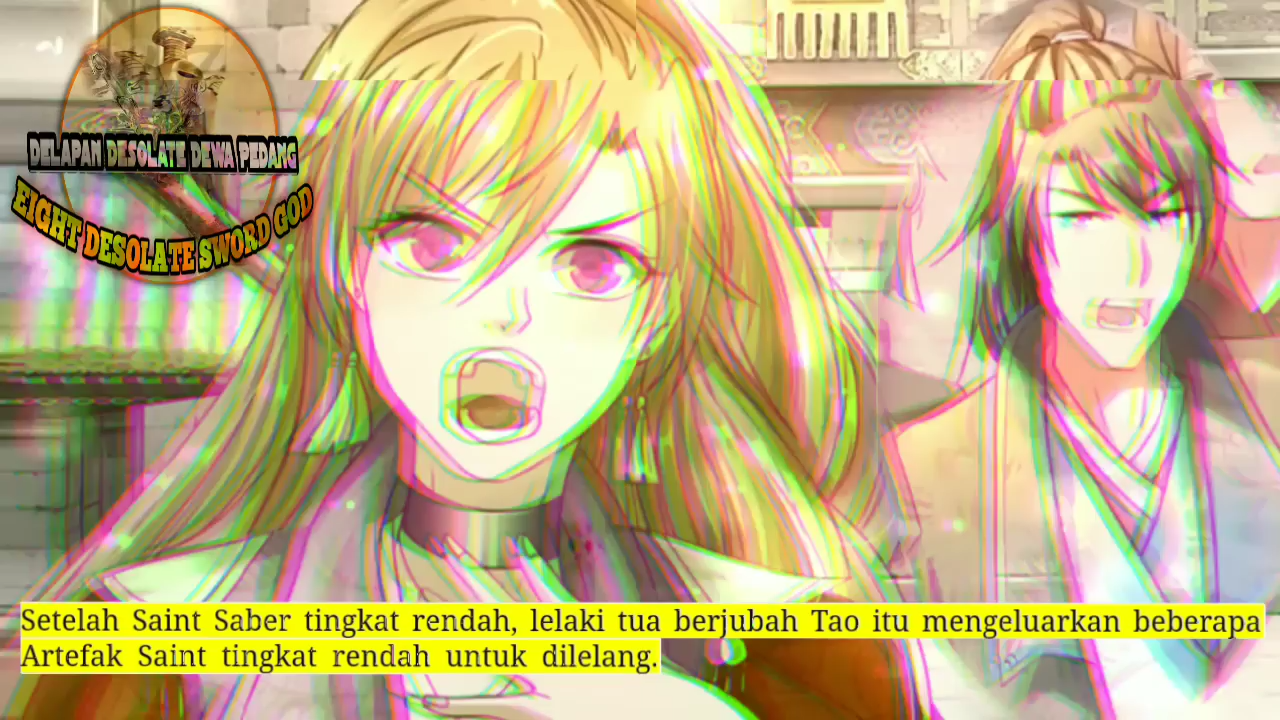 DELAPAN DESOLATE DEWA PEDANG
EIGHT DESOLATE SWORD GOD
Setelah Saint Saber tingkat rendah, lelaki tua berjubah Tao itu mengeluarkan beberapa
Artefak Saint tingkat rendah untuk dilelang.